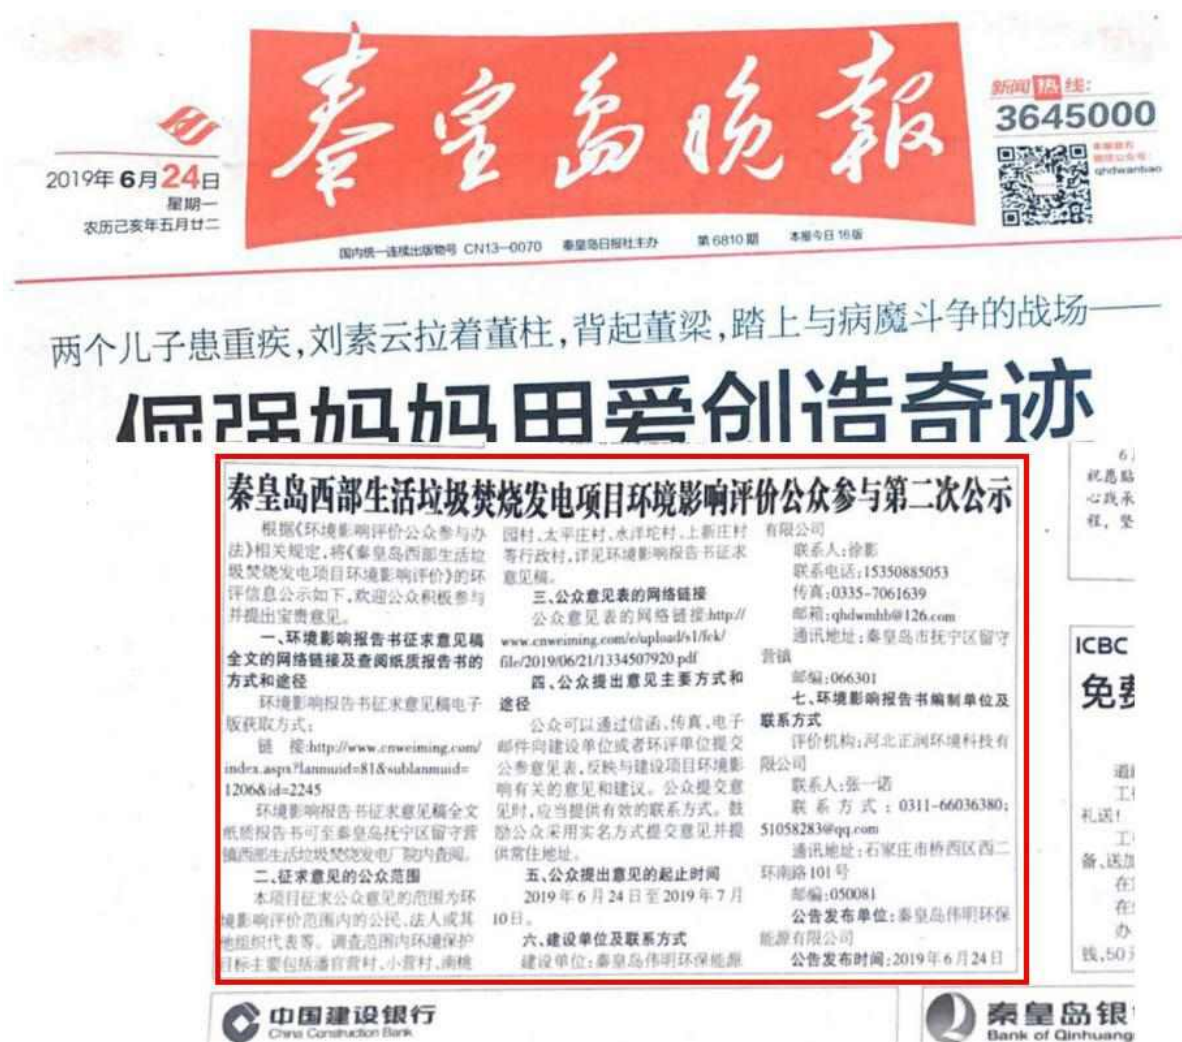 秦皇岛晚报
新闻热线:
3645000
qhdwanbao
2019年6月24日
星期一
农历己亥年五月廿二
国内统一连续出版物号 CN13—0070 秦皇岛日报社主办 第6810期 本报今日16版
两个儿子患重疾,刘素云拉着董柱,背起董梁,踏上与病魔斗争的战场——
倔强妈妈用爱创造奇迹
秦皇岛西部生活垃圾焚烧发电项目环境影响评价公众参与第二次公示
根据《环境影响评价公众参与办
法》相关规定,将《秦皇岛西部生活垃
圾焚烧发电项目环境影响评价》的环
评信息公示如下,欢迎公众积极参与
并提出宝贵意见。
一、环境影响报告书征求意见稿
全文的网络链接及查阅纸质报告书的
方式和途径
环境影响报告书征求意见稿电子
版获取方式:
链 接:http://www.cnweiming.com/
index.aspx?lanmuid=81&sublanmuid=
1206&id=2245
环境影响报告书征求意见稿全文
纸质报告书可至秦皇岛抚宁区留守营
镇西部生活垃圾焚烧发电厂院内查阅。
二、征求意见的公众范围
本项目征求公众意见的范围为环
境影响评价范围内的公民、法人或其
他组织代表等。调查范围内环境保护
目标主要包括潘官营村、小营村、南桃
园村、太平庄村、水洋坨村、上新庄村
等行政村,详见环境影响报告书征求
意见稿。
三、公众意见表的网络链接
公众意见表的网络链接:http://
www.cnweiming.com/e/upload/s1/fck/
file/2019/06/21/1334507920.pdf
四、公众提出意见主要方式和
途径
公众可以通过信函、传真、电子
邮件向建设单位或者环评单位提交
公参意见表,反映与建设项目环境影
响有关的意见和建议。公众提交意
见时,应当提供有效的联系方式。鼓
励公众采用实名方式提交意见并提
供常住地址。
五、公众提出意见的起止时间
2019年6月24日至2019年7月
10日。
六、建设单位及联系方式
建设单位:秦皇岛伟明环保能源
有限公司
联系人:徐影
联系电话:15350885053
传真:0335-7061639
邮箱:qhdwmhb@126.com
通讯地址:秦皇岛市抚宁区留守
营镇
邮编:066301
七、环境影响报告书编制单位及
联系方式
评价机构:河北正润环境科技有
限公司
联系人:张一诺
联系方式:0311-66036380;
51058283@qq.com
通讯地址:石家庄市桥西区西二
环南路101号
邮编:050081
公告发布单位:秦皇岛伟明环保
能源有限公司
公告发布时间:2019年6月24日
祝愿
心践承
程,坚
ICBC
免费
礼送!
备、送加
钱,50
中国建设银行
China Construction Bank
秦皇岛银
Bank of Qinhuang